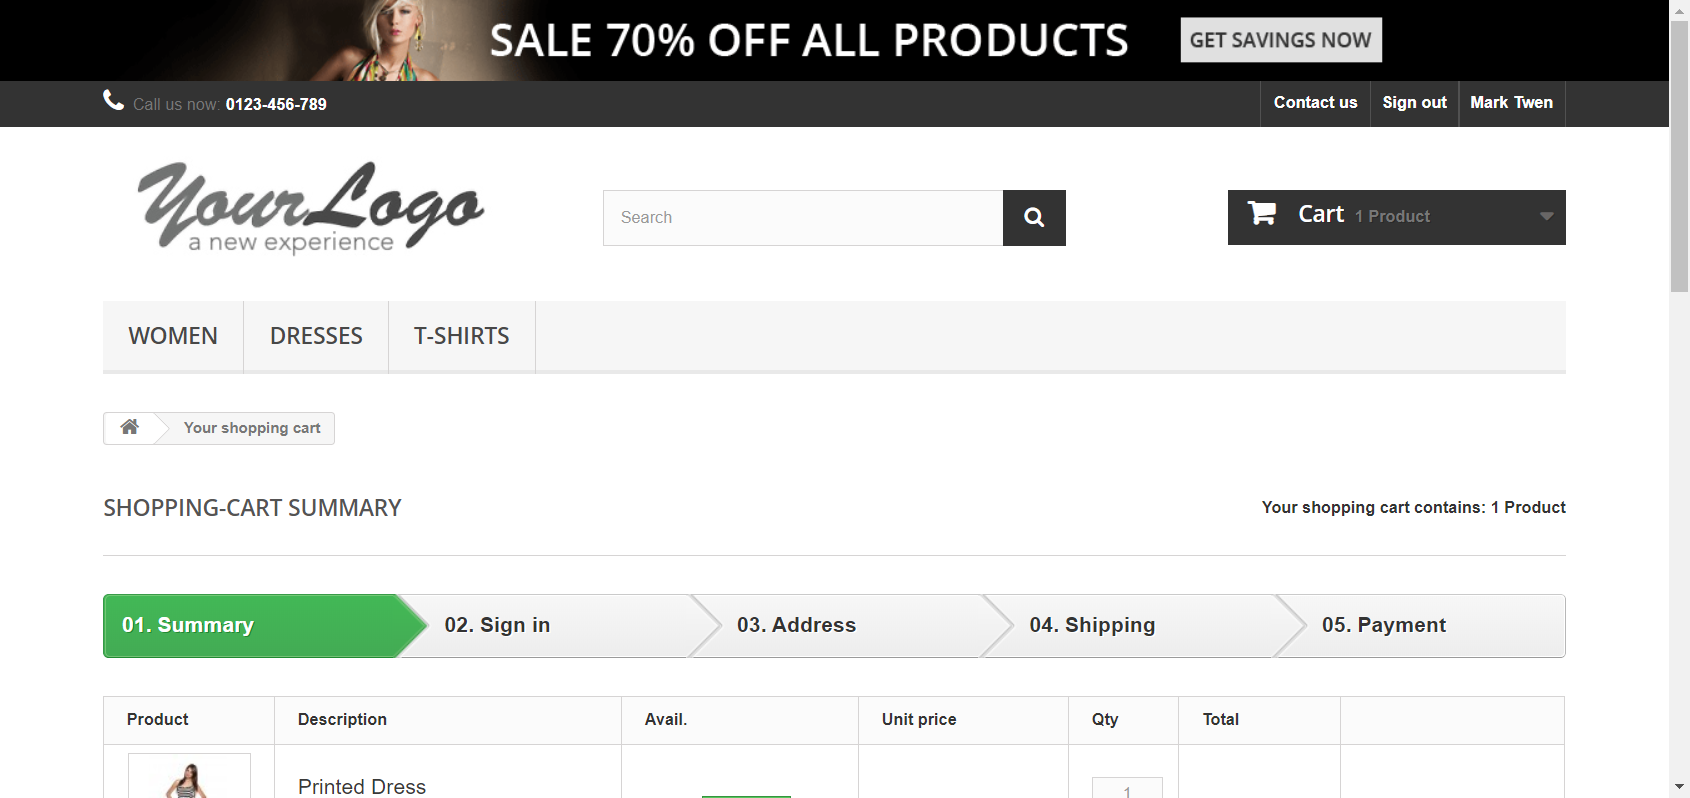 SALE 70% OFF ALL PRODUCTS GET SAVINGS NOW
Call us now: 0123-456-789 Contact us Sign out Mark Twen
Your Logo
a new experience
Search
Cart 1 Product
WOMEN DRESSES T-SHIRTS
Your shopping cart
SHOPPING-CART SUMMARY Your shopping cart contains: 1 Product
01. Summary 02. Sign in 03. Address 04. Shipping 05. Payment
Product Description Avail. Unit price Qty Total
Printed Dress 1